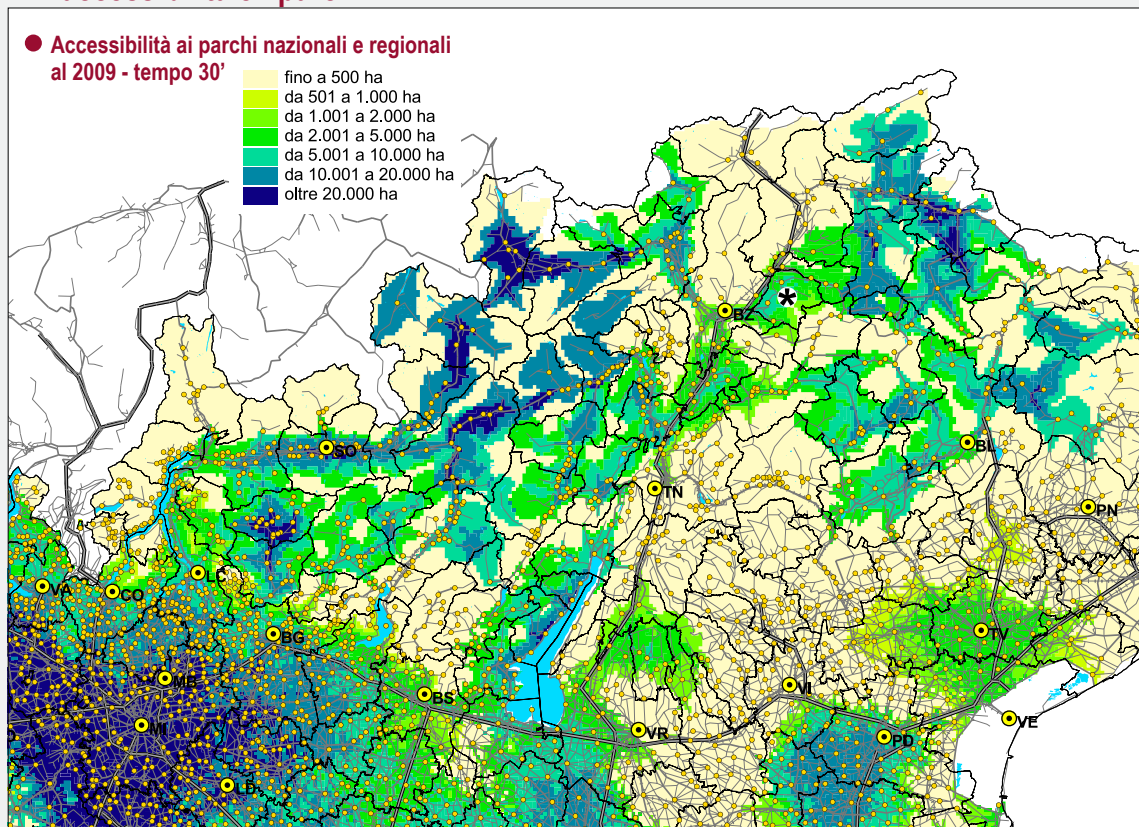 ● Accessibilità ai parchi nazionali e regionali
al 2009 - tempo 30'
fino a 500 ha
da 501 a 1.000 ha
da 1.001 a 2.000 ha
da 2.001 a 5.000 ha
da 5.001 a 10.000 ha
da 10.001 a 20.000 ha
oltre 20.000 ha
*
BZ
SO
BL
TN
PN
LC
VA
CO
BG
TV
MB
VI
BS
VE
MI
VR
PD
LO